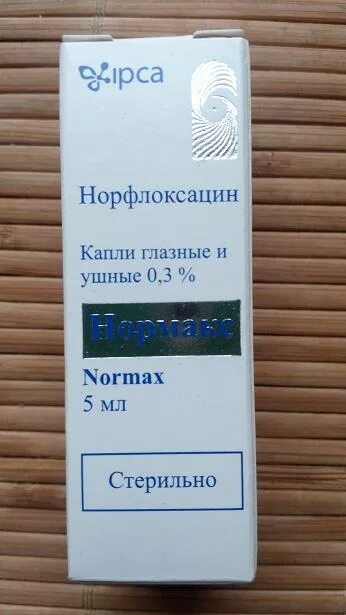 ipca
Норфлоксацин
Капли глазные и
ушные 0,3 %
Нормакс
Normax
5 мл
Стерильно